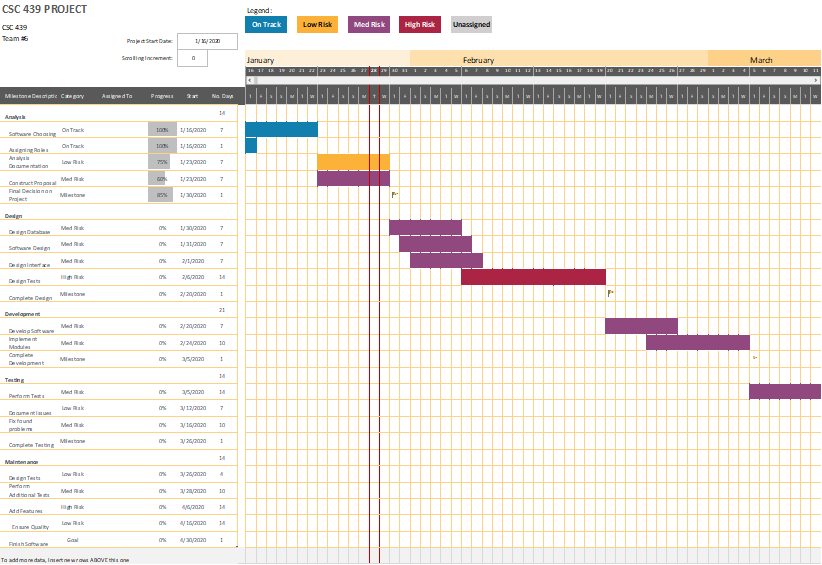 CSC 439 PROJECT
CSC 439
Team #6
Project Start Date: 1/16/2020
Scrolling Increment: 0
Legend:
On Track Low Risk Med Risk High Risk Unassigned
January February March
16 17 18 19 20 21 22 23 24 25 26 27 28 29 30 31 1 2 3 4 5 6 7 8 9 10 11 12 13 14 15 16 17 18 19 20 21 22 23 24 25 26 27 28 29 1 2 3 4 5 6 7 8 9 10 11
Milestone Descriptic Category Assigned To Progress Start No. Days
T F S S M T W T F S S M T W T F S S M T W T F S S M T W T F S S M T W T F S S M T W T F S S M T W T F S S M T W
Analysis 14
Software Choosing On Track 100% 1/16/2020 7
Assigning Roles On Track 100% 1/16/2020 1
Analysis
Documentation Low Risk 75% 1/23/2020 7
Construct Proposal Med Risk 60% 1/23/2020 7
Final Decision on
Project Milestone 85% 1/30/2020 1
Design
Design Database Med Risk 0% 1/30/2020 7
Software Design Med Risk 0% 1/31/2020 7
Design Interface Med Risk 0% 2/1/2020 7
Design Tests High Risk 0% 2/6/2020 14
Complete Design Milestone 0% 2/20/2020 1
Development 21
Develop Software Med Risk 0% 2/20/2020 7
Implement
Modules Med Risk 0% 2/24/2020 10
Complete
Development Milestone 0% 3/5/2020 1
Testing 14
Perform Tests Med Risk 0% 3/5/2020 14
Document Issues Low Risk 0% 3/12/2020 7
Fix found
problems Med Risk 0% 3/16/2020 10
Complete Testing Milestone 0% 3/26/2020 1
Maintenance 14
Design Tests Low Risk 0% 3/26/2020 4
Perform
Additional Tests Med Risk 0% 3/28/2020 10
Add Features High Risk 0% 4/6/2020 14
Ensure Quality Low Risk 0% 4/16/2020 14
Finish Software Goal 0% 4/30/2020 1
To add more data, Insert new rows ABOVE this one